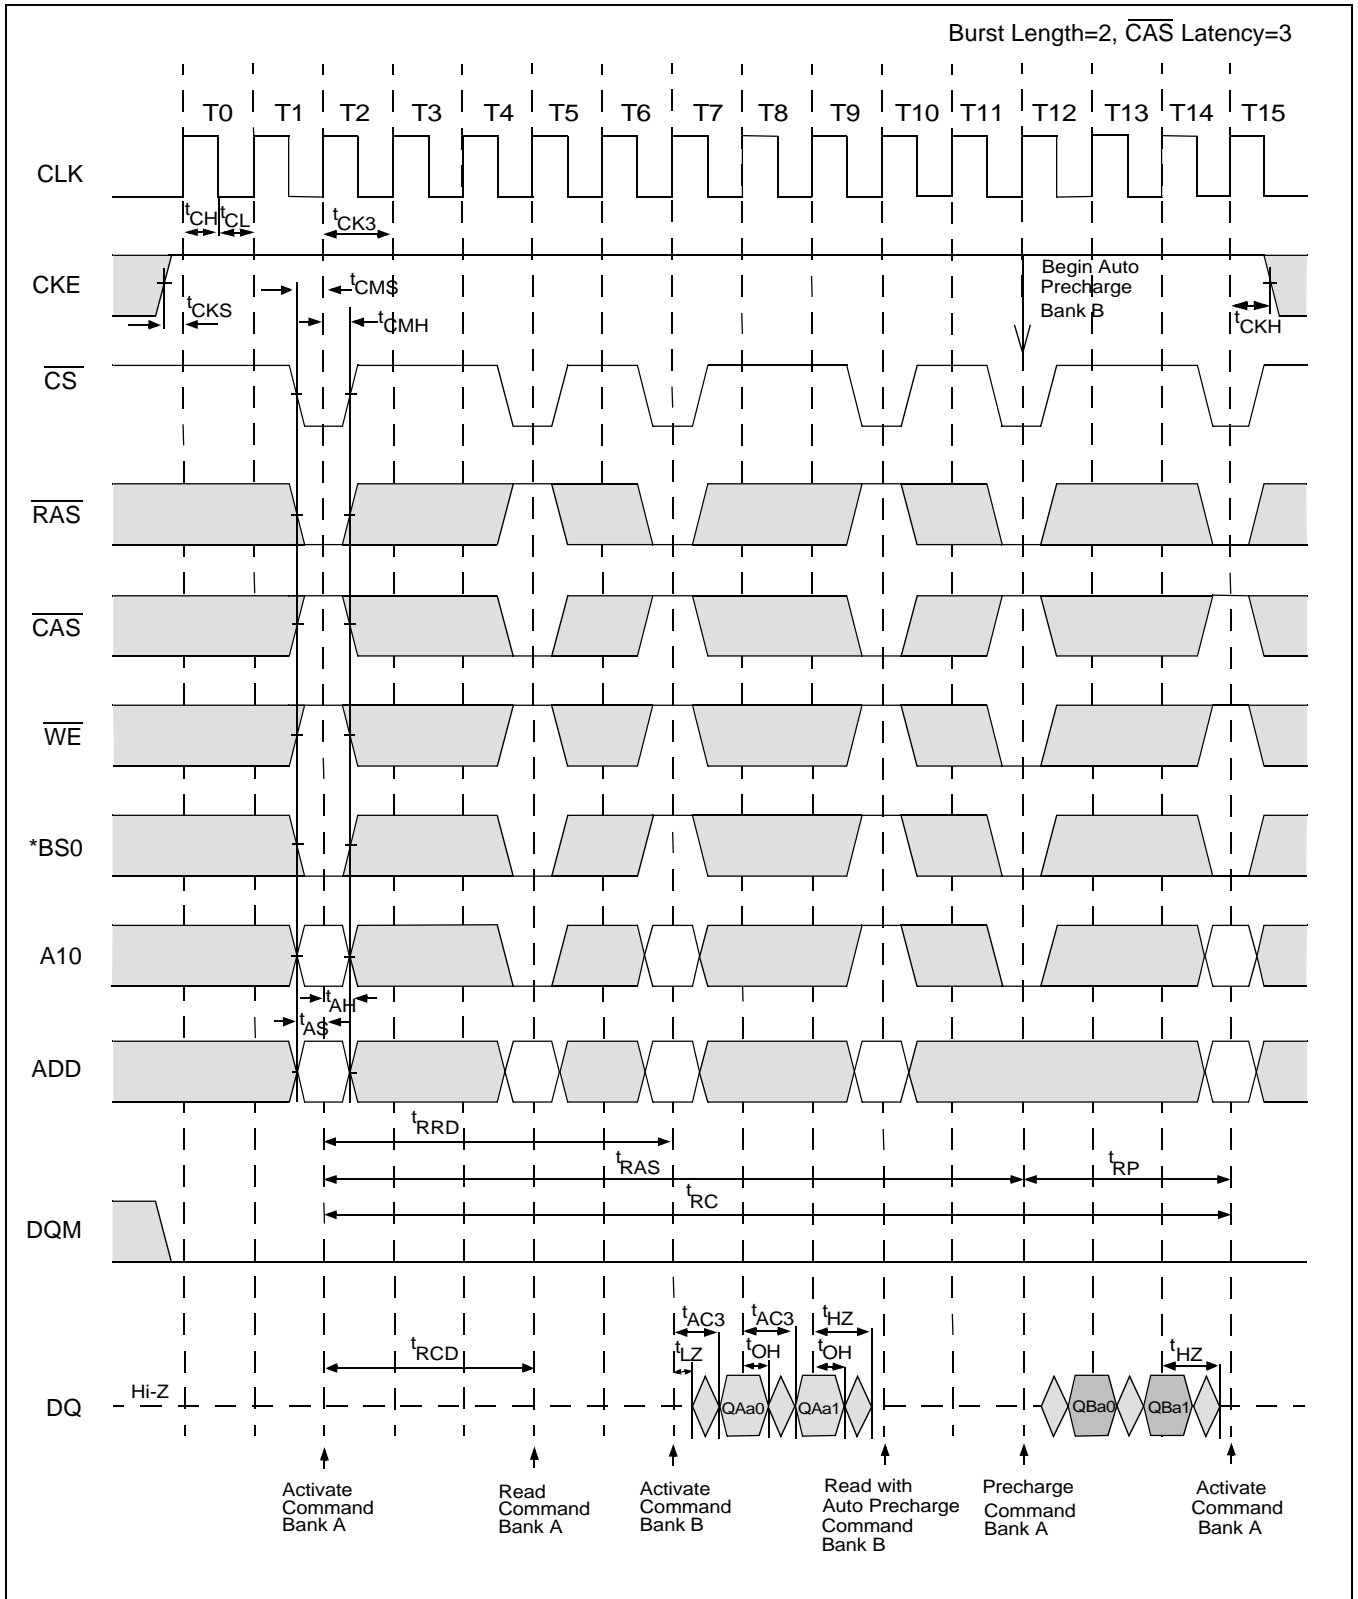 Burst Length=2, CAS Latency=3
T0 T1 T2 T3 T4 T5 T6 T7 T8 T9 T10 T11 T12 T13 T14 T15
CLK
tCH tCL tCK3
CKE
tCKS
tCMS
tCMH
Begin Auto
Precharge
Bank B
tCKH
CS
RAS
CAS
WE
*BS0
A10
tAH
tAS
ADD
tRRD
tRAS
tRP
tRC
DQM
tAC3 tAC3 tHZ
tRCD
tLZ tOH tOH tHZ
Hi-Z
DQ
QAa0 QAa1 QBa0 QBa1
Activate
Command
Bank A
Read
Command
Bank A
Activate
Command
Bank B
Read with
Auto Precharge
Command
Bank B
Precharge
Command
Bank A
Activate
Command
Bank A